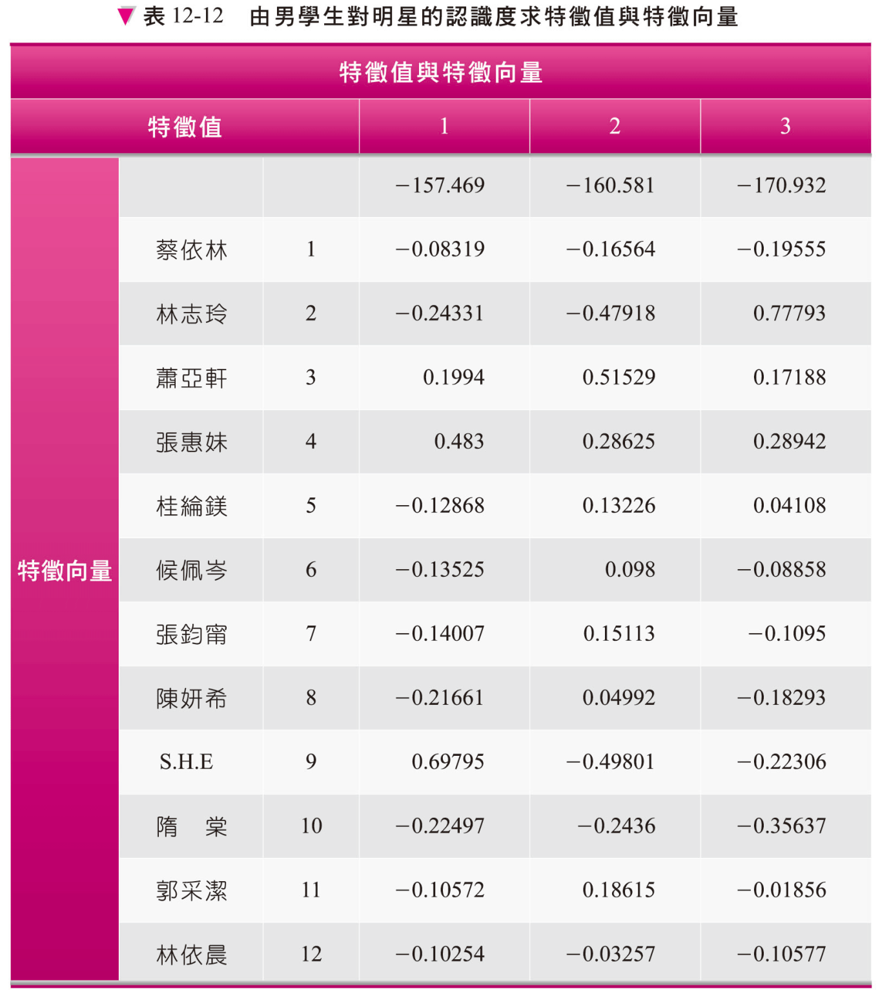 ▼ 表 12-12 由男學生對明星的認識度求特徵值與特徵向量
特徵值與特徵向量
特徵值 1 2 3
−157.469 −160.581 −170.932
蔡依林 1 −0.08319 −0.16564 −0.19555
林志玲 2 −0.24331 −0.47918 0.77793
蕭亞軒 3 0.1994 0.51529 0.17188
張惠妹 4 0.483 0.28625 0.28942
桂綸鎂 5 −0.12868 0.13226 0.04108
特徵向量 候佩岑 6 −0.13525 0.098 −0.08858
張鈞甯 7 −0.14007 0.15113 −0.1095
陳妍希 8 −0.21661 0.04992 −0.18293
S.H.E 9 0.69795 −0.49801 −0.22306
隋　棠 10 −0.22497 −0.2436 −0.35637
郭采潔 11 −0.10572 0.18615 −0.01856
林依晨 12 −0.10254 −0.03257 −0.10577